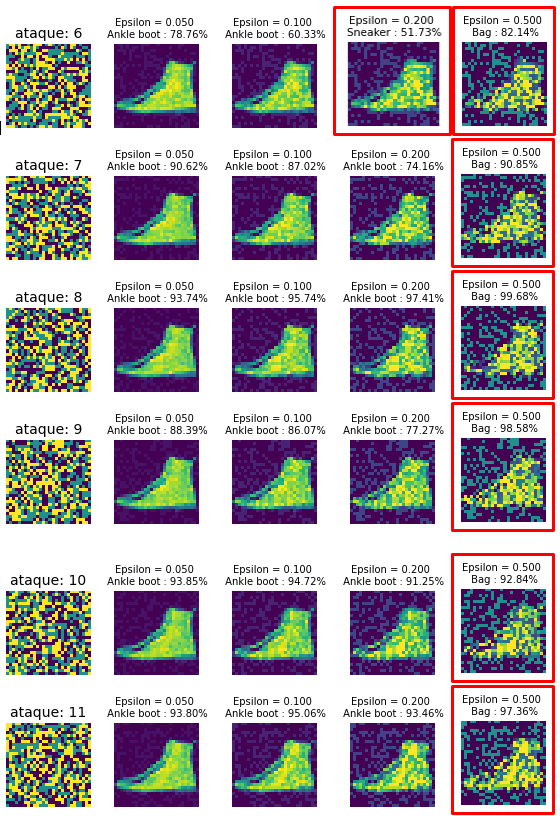 ataque: 6
Epsilon = 0.050
Ankle boot : 78.76%
Epsilon = 0.100
Ankle boot : 60.33%
Epsilon = 0.200
Sneaker : 51.73%
Epsilon = 0.500
Bag : 82.14%
ataque: 7
Epsilon = 0.050
Ankle boot : 90.62%
Epsilon = 0.100
Ankle boot : 87.02%
Epsilon = 0.200
Ankle boot : 74.16%
Epsilon = 0.500
Bag : 90.85%
ataque: 8
Epsilon = 0.050
Ankle boot : 93.74%
Epsilon = 0.100
Ankle boot : 95.74%
Epsilon = 0.200
Ankle boot : 97.41%
Epsilon = 0.500
Bag : 99.68%
ataque: 9
Epsilon = 0.050
Ankle boot : 88.39%
Epsilon = 0.100
Ankle boot : 86.07%
Epsilon = 0.200
Ankle boot : 77.27%
Epsilon = 0.500
Bag : 98.58%
ataque: 10
Epsilon = 0.050
Ankle boot : 93.85%
Epsilon = 0.100
Ankle boot : 94.72%
Epsilon = 0.200
Ankle boot : 91.25%
Epsilon = 0.500
Bag : 92.84%
ataque: 11
Epsilon = 0.050
Ankle boot : 93.80%
Epsilon = 0.100
Ankle boot : 95.06%
Epsilon = 0.200
Ankle boot : 93.46%
Epsilon = 0.500
Bag : 97.36%